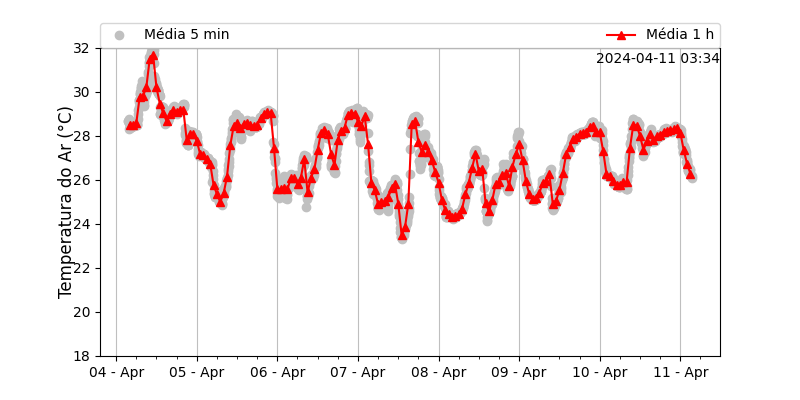 Média 5 min
Média 1 h
2024-04-11 03:34
Temperatura do Ar (°C)
32
30
28
26
24
22
20
18
04 - Apr
05 - Apr
06 - Apr
07 - Apr
08 - Apr
09 - Apr
10 - Apr
11 - Apr